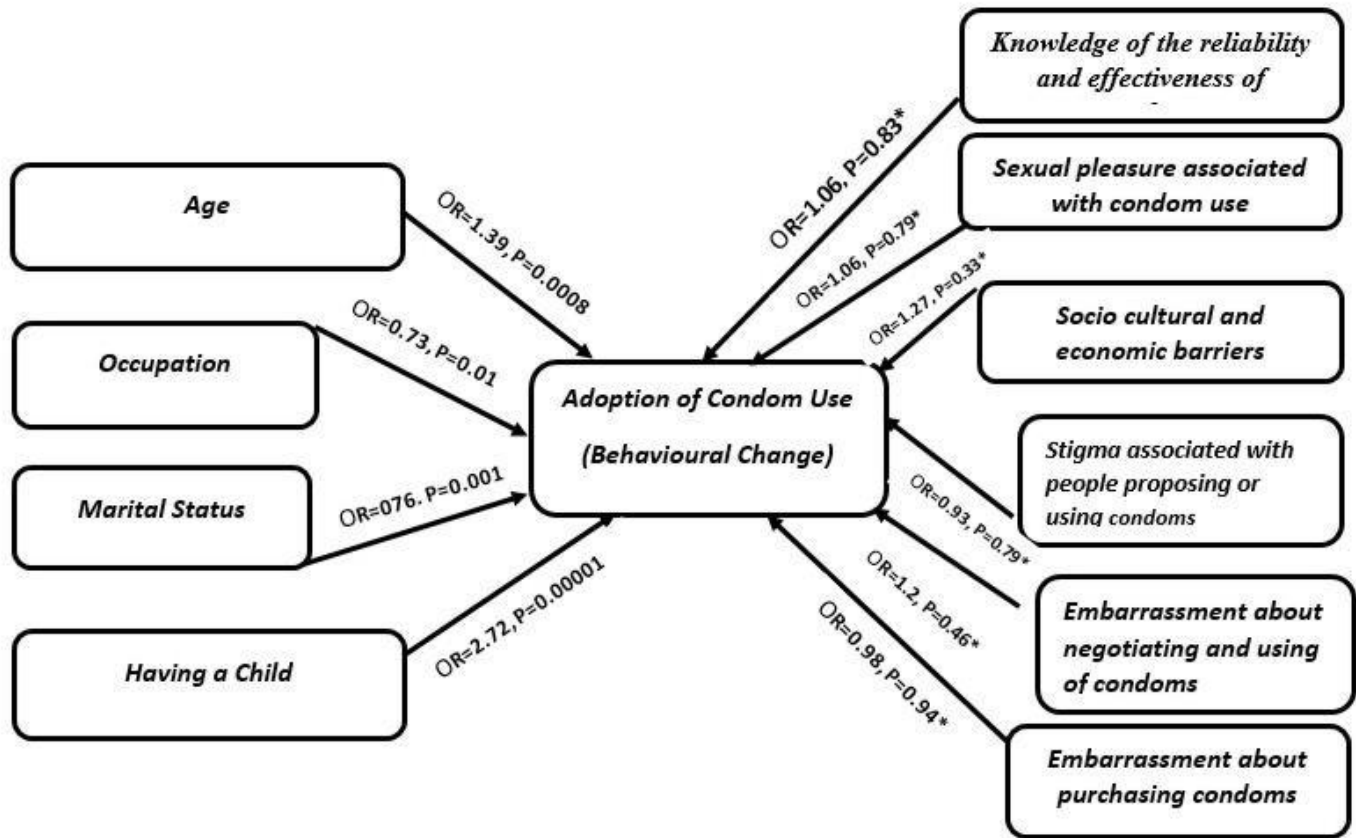 Age
OR=1.39, P=0.0008
Occupation
OR=0.73, P=0.01
Marital Status
OR=076. P=0.001
Having a Child
OR=2.72, P=0.00001
Adoption of Condom Use
(Behavioural Change)
Knowledge of the reliability
and effectiveness of
OR=1.06, P=0.83*
Sexual pleasure associated
with condom use
OR=1.06, P=0.79*
Socio cultural and
economic barriers
OR=1.27, P=0.33*
Stigma associated with
people proposing or
using condoms
OR=0.93, P=0.79*
Embarrassment about
negotiating and using
of condoms
OR=1.2, P=0.46*
Embarrassment about
purchasing condoms
OR=0.98, P=0.94*